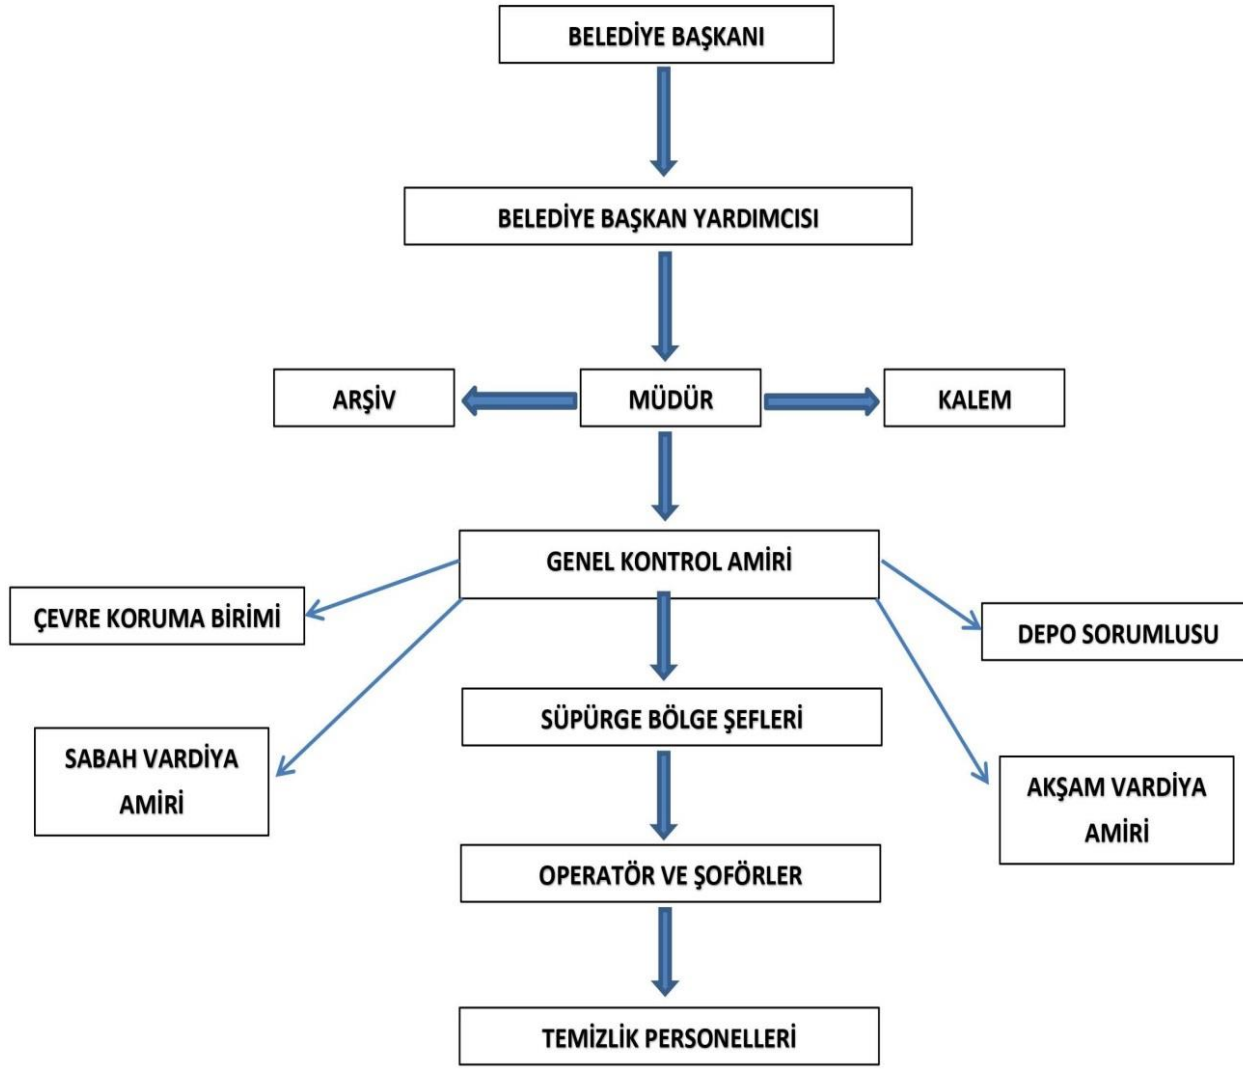 BELEDİYE BAŞKANI
BELEDİYE BAŞKAN YARDIMCISI
ARŞİV
MÜDÜR
KALEM
GENEL KONTROL AMİRİ
ÇEVRE KORUMA BİRİMİ
DEPO SORUMLUSU
SÜPÜRGE BÖLGE ŞEFLERİ
SABAH VARDİYA
AMİRİ
AKŞAM VARDİYA
AMİRİ
OPERATÖR VE ŞOFÖRLER
TEMİZLİK PERSONELLERİ